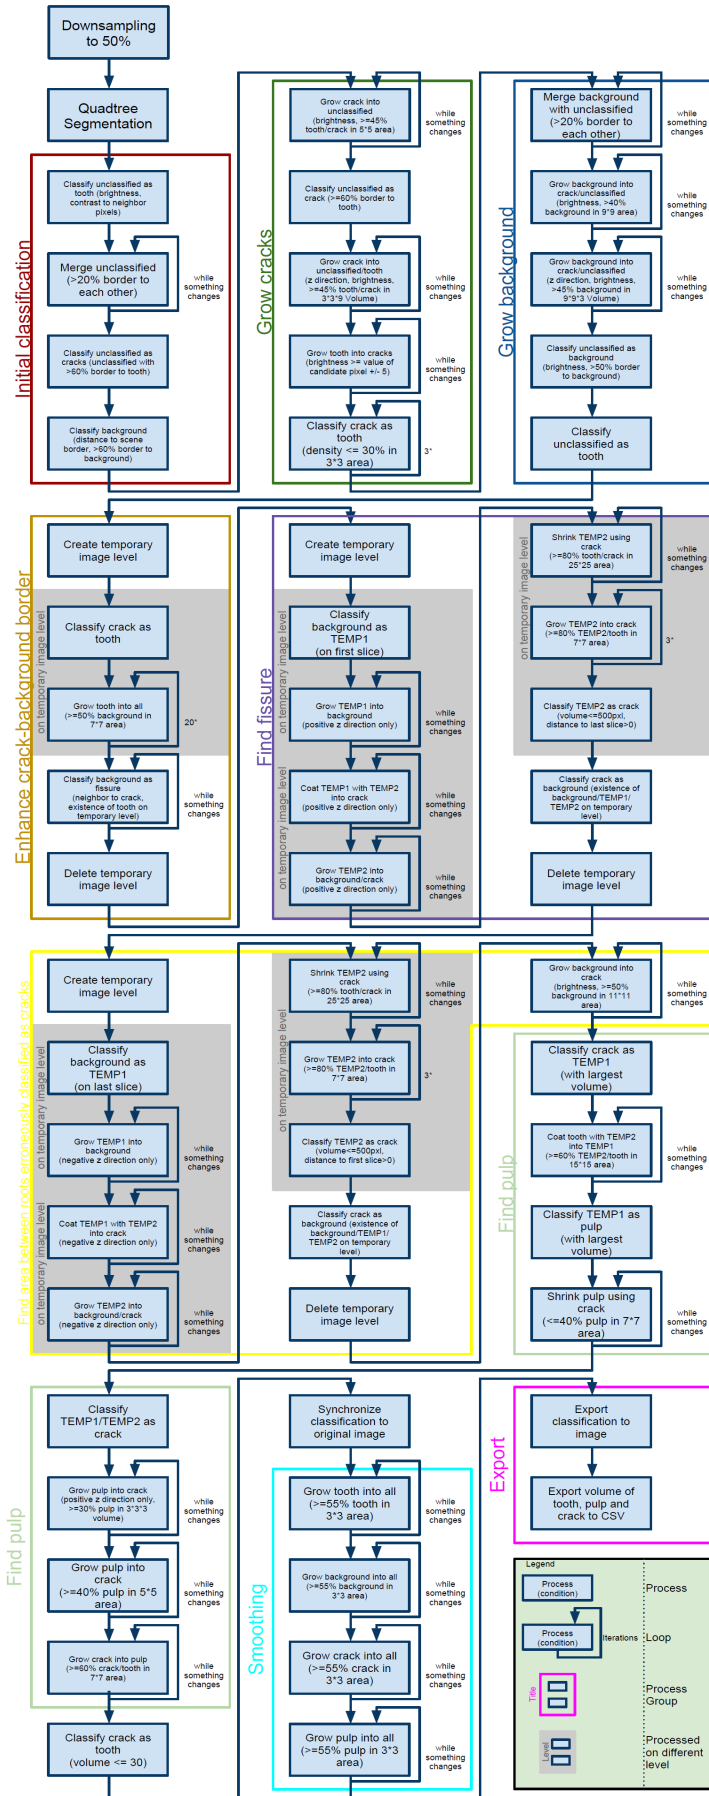 Downsampling
to 50%
Quadtree
Segmentation
Initial classification
Classify unclassified as
tooth (brightness,
contrast to neighbor
pixels)
Merge unclassified
(>20% border to
each other)
while
something
changes
Classify unclassified as
cracks (unclassified with
>60% border to tooth)
Classify background
(distance to scene
border, >60% border to
background)
Grow cracks
Grow crack into
unclassified
(brightness, >=45%
tooth/crack in 5*5 area)
while
something
changes
Classify unclassified as
crack (>=60% border to
tooth)
Grow crack into
unclassified/tooth
(z direction, brightness,
>=45% tooth/crack in
3*3*9 Volume)
while
something
changes
Grow tooth into cracks
(brightness >= value of
candidate pixel +/- 5)
while
something
changes
Classify crack as
tooth
(density <= 30% in
3*3 area)
3*
Grow background
Merge background
with unclassified
(>20% border to
each other)
while
something
changes
Grow background into
crack/unclassified
(brightness, >40%
background in 9*9 area)
while
something
changes
Grow background into
crack/unclassified
(z direction, brightness,
>45% background in
9*9*3 Volume)
while
something
changes
Classify unclassified as
background
(brightness, >50% border
to background)
Classify
unclassified as
tooth
Enhance crack-background border
Create temporary
image level
on temporary image level
Classify crack as
tooth
Grow tooth into all
(>=50% background in
7*7 area)
20*
Classify background as
fissure
(neighbor to crack,
existence of tooth on
temporary level)
while
something
changes
Delete temporary
image level
Find fissure
Create temporary
image level
on temporary image level
Classify
background as
TEMP1
(on first slice)
Grow TEMP1 into
background
(positive z direction only)
while
something
changes
on temporary image level
Coat TEMP1 with TEMP2
into crack
(positive z direction only)
while
something
changes
Grow TEMP2 into
background/crack
(positive z direction only)
while
something
changes
on temporary image level
Shrink TEMP2 using
crack
(>=80% tooth/crack in
25*25 area)
while
something
changes
Grow TEMP2 into crack
(>=80% TEMP2/tooth in
7*7 area)
3*
Classify TEMP2 as crack
(volume<=500pxl,
distance to last slice>0)
Classify crack as
background (existence of
background/TEMP1/
TEMP2 on temporary
level)
Delete temporary
image level
Find area between roots erroneously classified as cracks
Create temporary
image level
on temporary image level
Classify
background as
TEMP1
(on last slice)
Grow TEMP1 into
background
(negative z direction only)
while
something
changes
on temporary image level
Coat TEMP1 with TEMP2
into crack
(negative z direction only)
while
something
changes
Grow TEMP2 into
background/crack
(negative z direction only)
while
something
changes
on temporary image level
Shrink TEMP2 using
crack
(>=80% tooth/crack in
25*25 area)
while
something
changes
Grow TEMP2 into crack
(>=80% TEMP2/tooth in
7*7 area)
3*
Classify TEMP2 as crack
(volume<=500pxl,
distance to first slice>0)
Classify crack as
background (existence of
background/TEMP1/
TEMP2 on temporary
level)
Delete temporary
image level
Grow background into
crack
(brightness, >=50%
background in 11*11
area)
while
something
changes
Find pulp
Classify crack as
TEMP1
(with largest
volume)
Coat tooth with TEMP2
into TEMP1
(>=60% TEMP2/tooth in
15*15 area)
while
something
changes
Classify TEMP1 as
pulp
(with largest
volume)
Shrink pulp using
crack
(<=40% pulp in 7*7
area)
while
something
changes
Find pulp
Classify
TEMP1/TEMP2 as
crack
Grow pulp into crack
(positive z direction only,
>=30% pulp in 3*3*3
volume)
while
something
changes
Grow pulp into
crack
(>=40% pulp in 5*5
area)
while
something
changes
Grow crack into pulp
(>=60% crack/tooth in
7*7 area)
while
something
changes
Classify crack as
tooth
(volume <= 30)
Synchronize
classification to
original image
Smoothing
Grow tooth into all
(>=55% tooth in
3*3 area)
while
something
changes
Grow background into all
(>=55% background in
3*3 area)
while
something
changes
Grow crack into all
(>=55% crack in
3*3 area)
while
something
changes
Grow pulp into all
(>=55% pulp in 3*3
area)
while
something
changes
Export
Export
classification to
image
Export volume of
tooth, pulp and
crack to CSV
Legend
Process
(condition)
Process
Process
(condition)
Iterations
Loop
Title
Process
Group
Level
Processed
on different
level